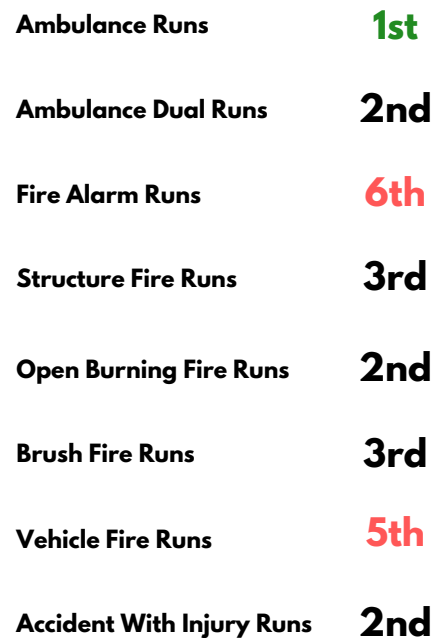 Ambulance Runs 1st
Ambulance Dual Runs 2nd
Fire Alarm Runs 6th
Structure Fire Runs 3rd
Open Burning Fire Runs 2nd
Brush Fire Runs 3rd
Vehicle Fire Runs 5th
Accident With Injury Runs 2nd